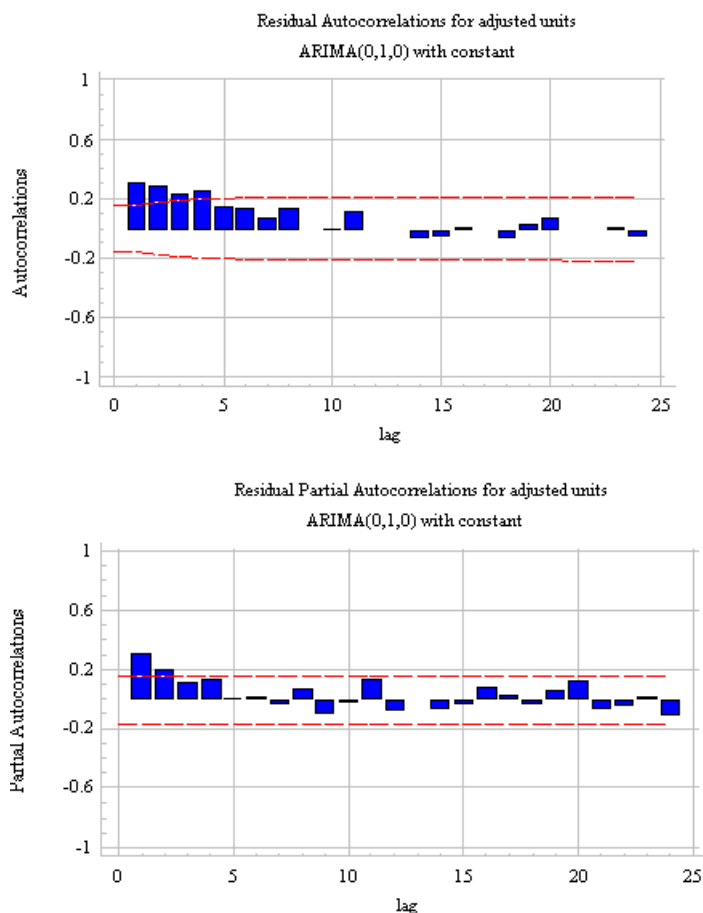 Residual Autocorrelations for adjusted units
ARIMA(0,1,0) with constant
1
0.6
0.2
-0.2
-0.6
-1
Autocorrelations
0 5 10 15 20 25
lag
Residual Partial Autocorrelations for adjusted units
ARIMA(0,1,0) with constant
1
0.6
0.2
-0.2
-0.6
-1
Partial Autocorrelations
0 5 10 15 20 25
lag